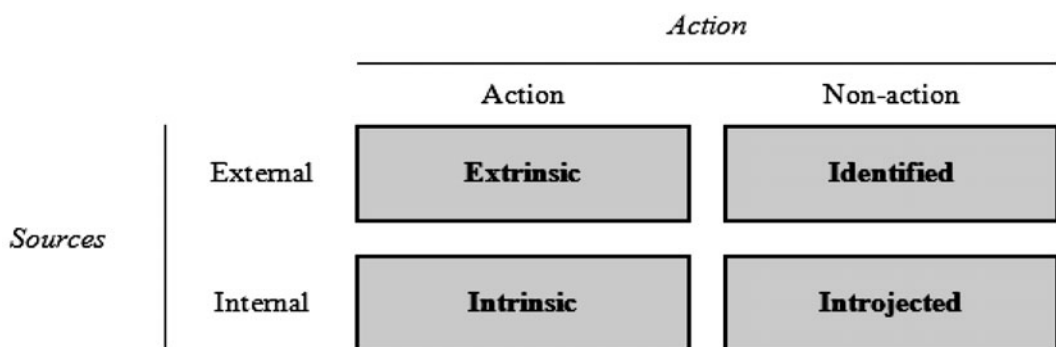 Action
Action Non-action
External Extrinsic Identified
Sources
Internal Intrinsic Introjected